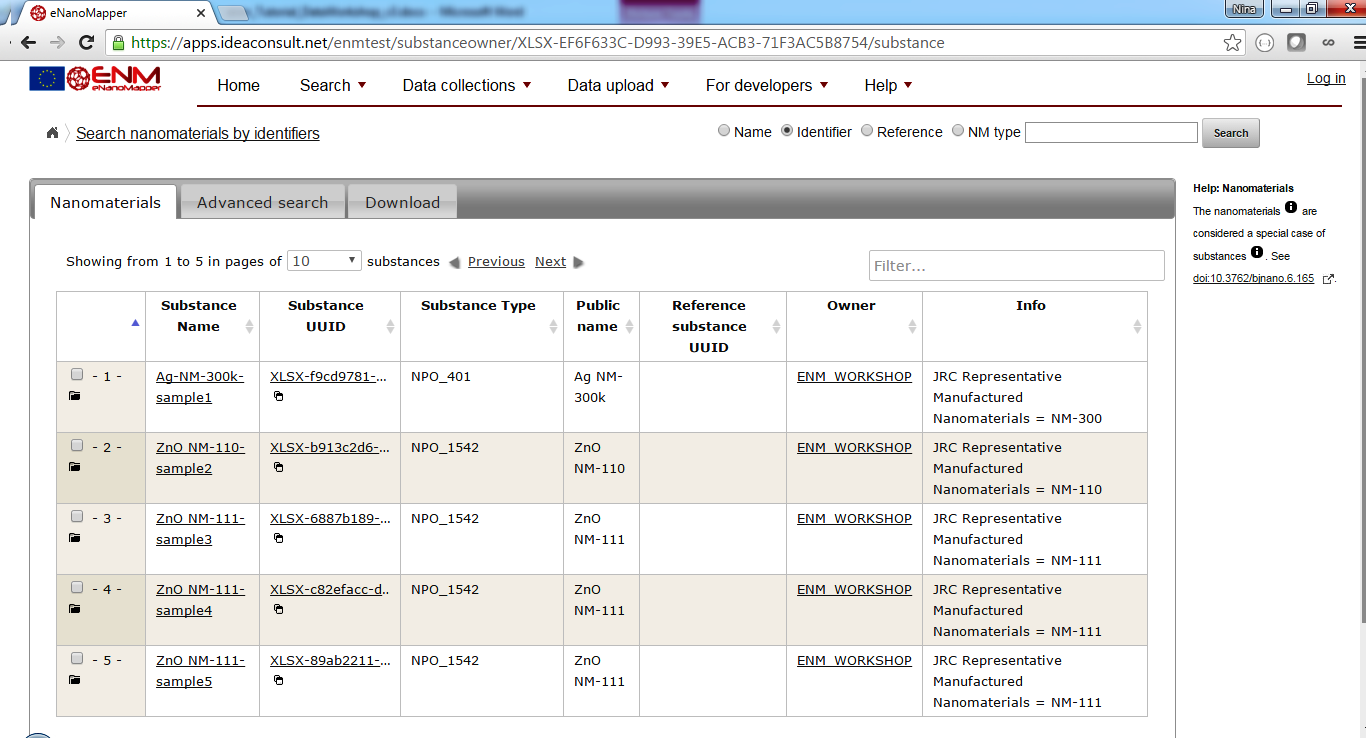 eNanoMapper
Nina
https://apps.ideaconsult.net/enmtest/substanceowner/XLSX-EF6F633C-D993-39E5-ACB3-71F3AC5B8754/substance
ENM
eNanoMapper
Home Search Data collections Data upload For developers Help
Log in
Search nanomaterials by identifiers
Name Identifier Reference NM type Search
Nanomaterials Advanced search Download
Help: Nanomaterials
The nanomaterials are
considered a special case of
substances . See
doi:10.3762/bjnano.6.165 .
Showing from 1 to 5 in pages of 10 substances Previous Next
Filter...
Substance Name
Substance UUID
Substance Type
Public name
Reference substance UUID
Owner
Info
- 1 -
Ag-NM-300k-
sample1
XLSX-f9cd9781-...
NPO_401
Ag NM-
300k
ENM_WORKSHOP
JRC Representative
Manufactured
Nanomaterials = NM-300
- 2 -
ZnO NM-110-
sample2
XLSX-b913c2d6-...
NPO_1542
ZnO
NM-110
ENM_WORKSHOP
JRC Representative
Manufactured
Nanomaterials = NM-110
- 3 -
ZnO NM-111-
sample3
XLSX-6887b189-...
NPO_1542
ZnO
NM-111
ENM_WORKSHOP
JRC Representative
Manufactured
Nanomaterials = NM-111
- 4 -
ZnO NM-111-
sample4
XLSX-c82efacc-d..
NPO_1542
ZnO
NM-111
ENM_WORKSHOP
JRC Representative
Manufactured
Nanomaterials = NM-111
- 5 -
ZnO NM-111-
sample5
XLSX-89ab2211-...
NPO_1542
ZnO
NM-111
ENM_WORKSHOP
JRC Representative
Manufactured
Nanomaterials = NM-111